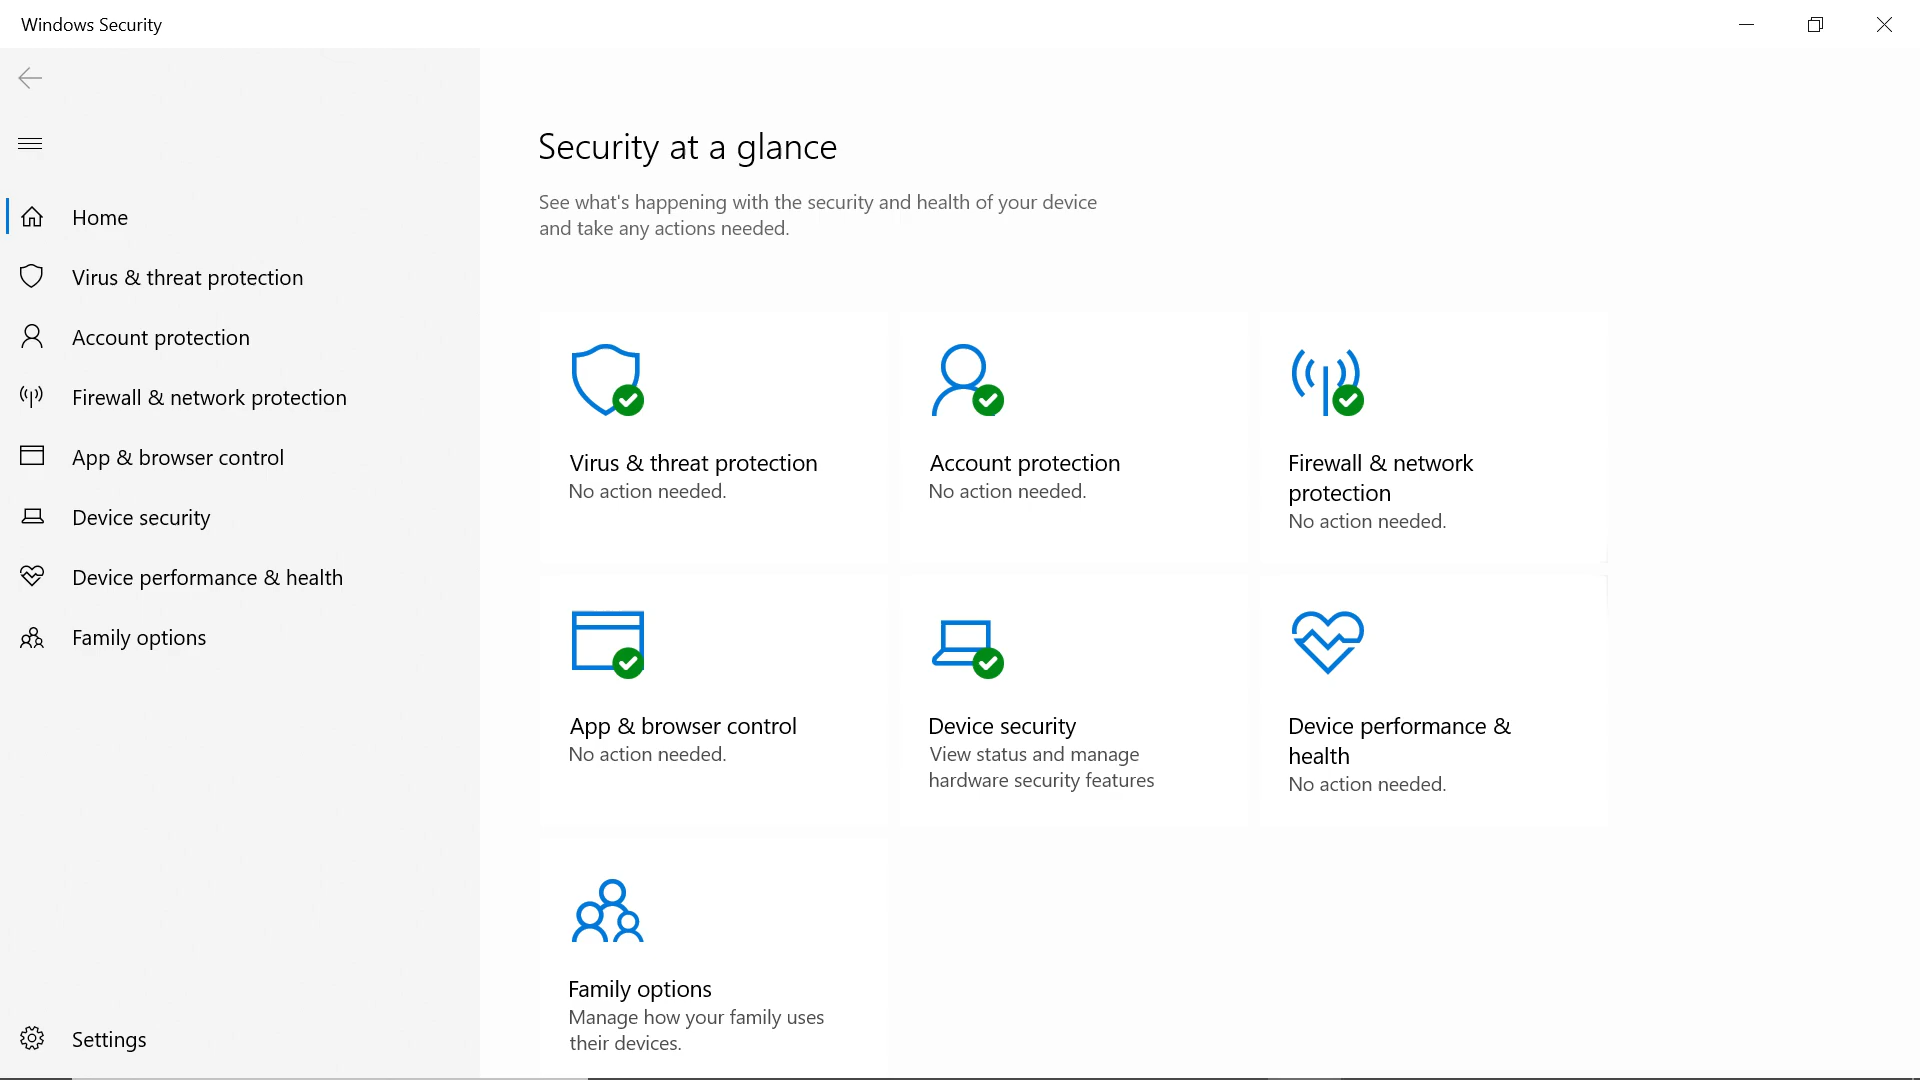 Windows Security
Home
Virus & threat protection
Account protection
Firewall & network protection
App & browser control
Device security
Device performance & health
Family options
Settings
Security at a glance
See what's happening with the security and health of your device
and take any actions needed.
Virus & threat protection
No action needed.
Account protection
No action needed.
Firewall & network
protection
No action needed.
App & browser control
No action needed.
Device security
View status and manage
hardware security features
Device performance &
health
No action needed.
Family options
Manage how your family uses
their devices.